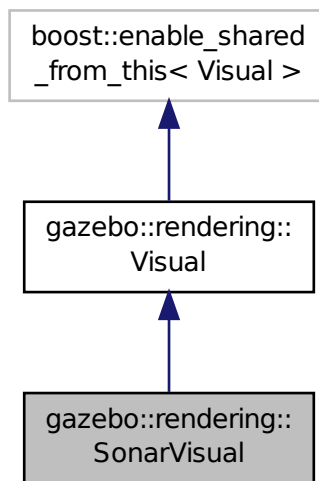 boost::enable_shared
_from_this< Visual >
gazebo::rendering::
Visual
gazebo::rendering::
SonarVisual